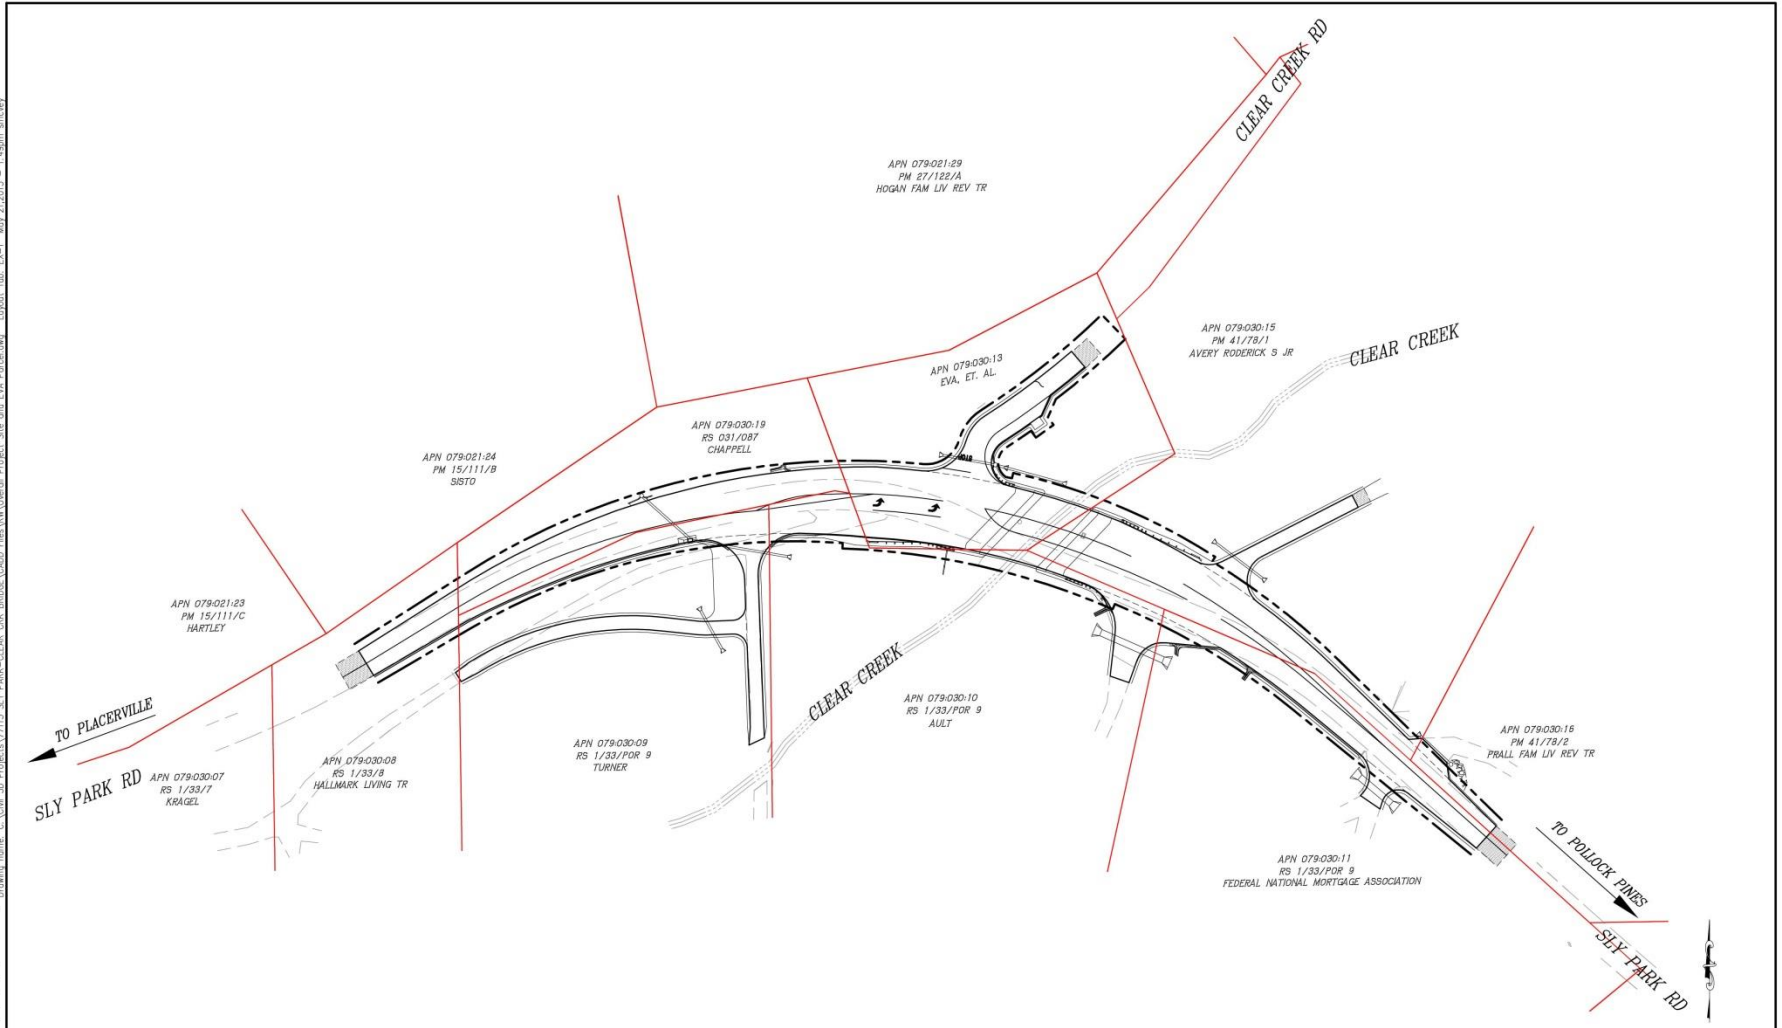 CLEAR CREEK RD
APN 079:021:29
PM 27/122/A
HOGAN FAM LIV REV TR
APN 079:030:15
PM 41/78/1
AVERY RODERICK S JR
CLEAR CREEK
APN 079:030:13
EVA, ET. AL.
APN 079:030:19
RS 031/087
CHAPPELL
APN 079:021:24
PM 15/111/B
SISTO
STOP
APN 079:021:23
PM 15/111/C
HARTLEY
TO PLACERVILLE
SLY PARK RD
APN 079:030:07
RS 1/33/7
KRAGEL
APN 079:030:08
RS 1/33/8
HALLMARK LIVING TR
APN 079:030:09
RS 1/33/POR 9
TURNER
CLEAR CREEK
APN 079:030:10
RS 1/33/POR 9
AULT
APN 079:030:16
PM 41/78/2
PRALL FAM LIV REV TR
APN 079:030:11
RS 1/33/POR 9
FEDERAL NATIONAL MORTGAGE ASSOCIATION
TO POLLOCK PINES
SLY PARK RD